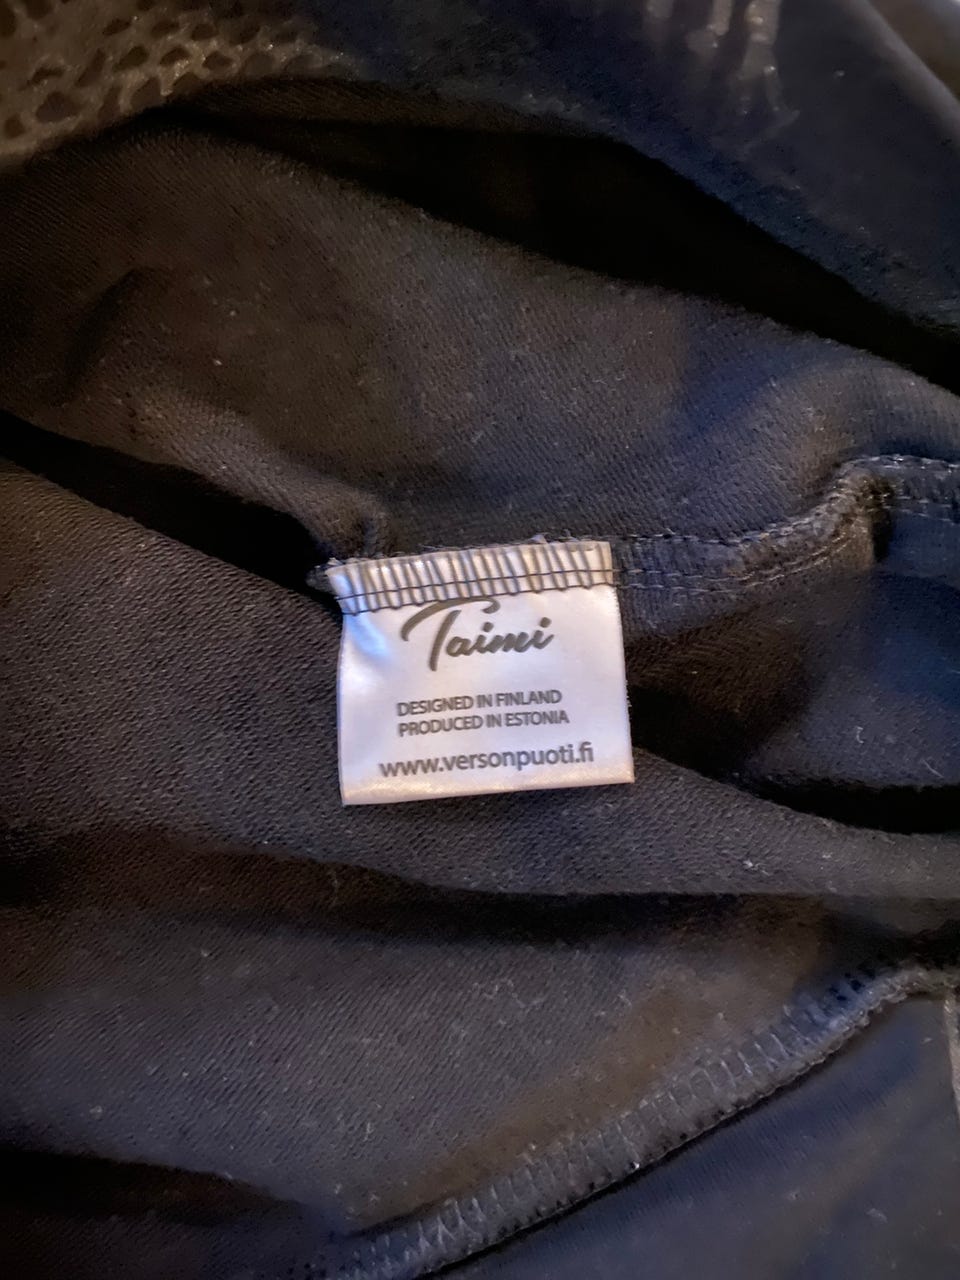 Taimi
DESIGNED IN FINLAND
PRODUCED IN ESTONIA
www.versonpuoti.fi